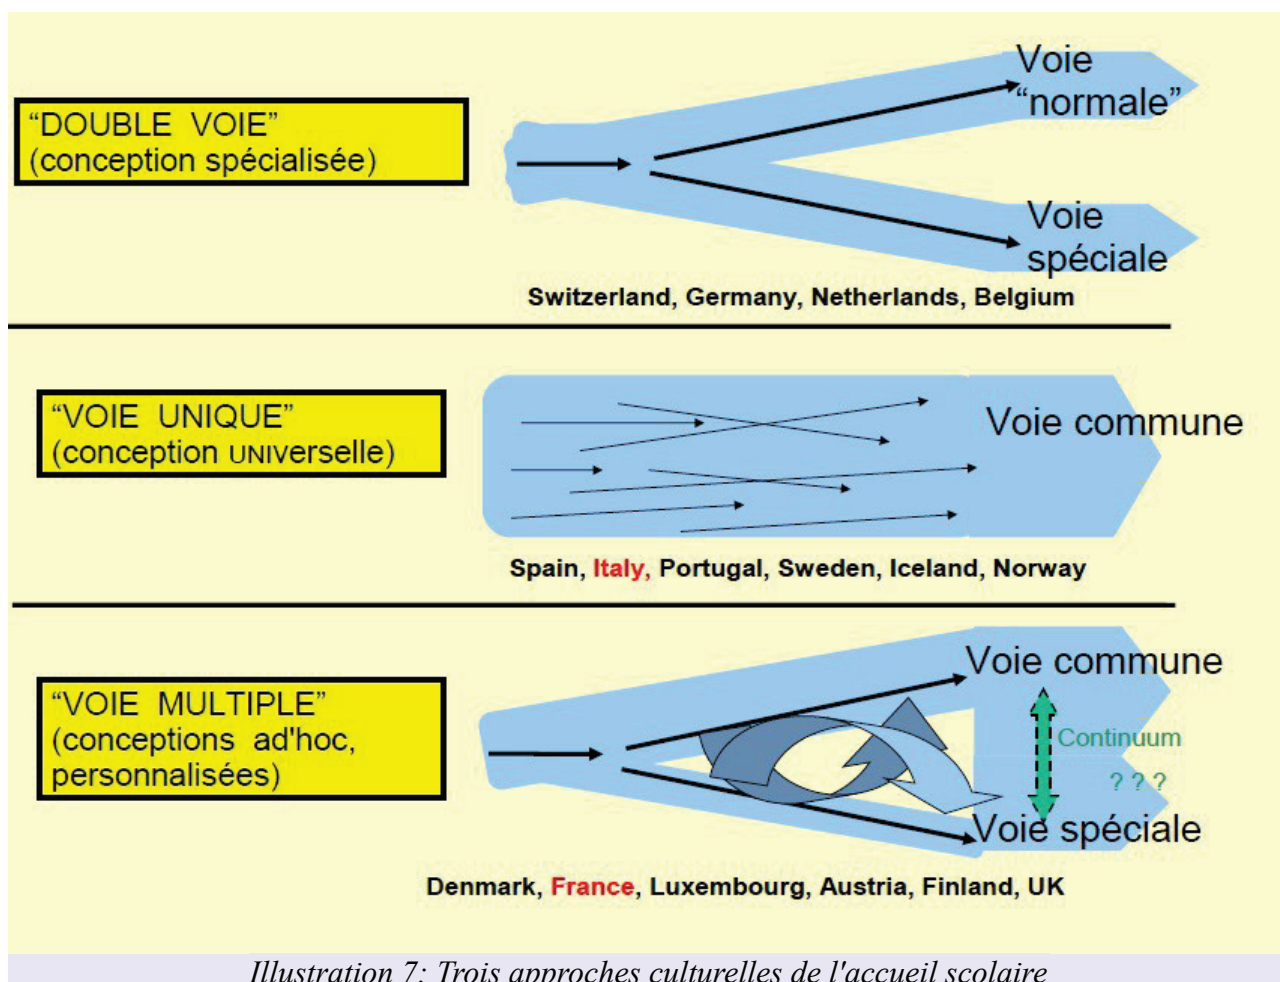 Voie
“normale”
“DOUBLE VOIE”
(conception spécialisée)
Voie
spéciale
Switzerland, Germany, Netherlands, Belgium
“VOIE UNIQUE”
(conception UNIVerselle)
Voie commune
Spain, Italy, Portugal, Sweden, Iceland, Norway
“VOIE MULTIPLE”
(conceptions ad'hoc,
personnalisées)
Voie commune
Continuum
? ? ?
Voie spéciale
Denmark, France, Luxembourg, Austria, Finland, UK
Illustration 7: Trois approches culturelles de l'accueil scolaire